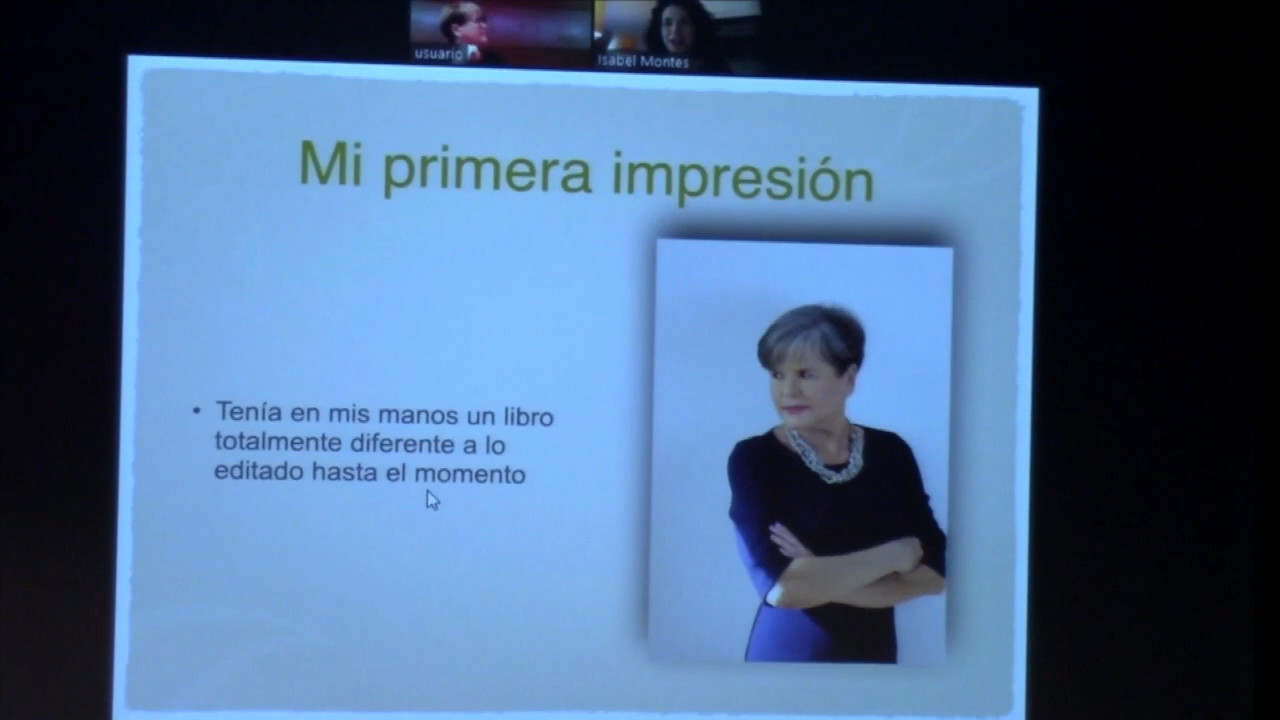 usuario
Isabel Montes
Mi primera impresión
• Tenía en mis manos un libro
totalmente diferente a lo
editado hasta el momento